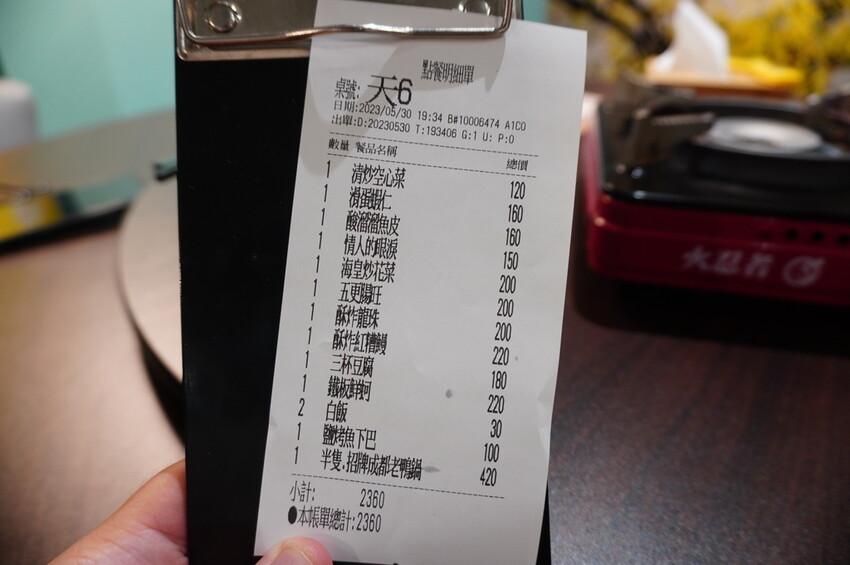 點餐明細單
桌號: 天6
日期:2023/05/30 19:34 B#10006474 A1C0
出單:D:20230530 T:193406 G:1 U: P:0
數量 餐品名稱 總價
1 清炒空心菜 120
1 滑蛋蝦仁 160
1 酸溜溜魚皮 160
1 情人的眼淚 150
1 海皇炒花菜 200
1 五更腸旺 200
1 酥炸龍珠 200
1 酥炸紅糟鰻 220
1 三杯豆腐 180
1 鐵板鮮蚵 220
2 白飯 30
1 鹽烤魚下巴 100
1 半隻.招牌成都老鴨鍋 420
小計: 2360
●本帳單總計:2360
火忍者